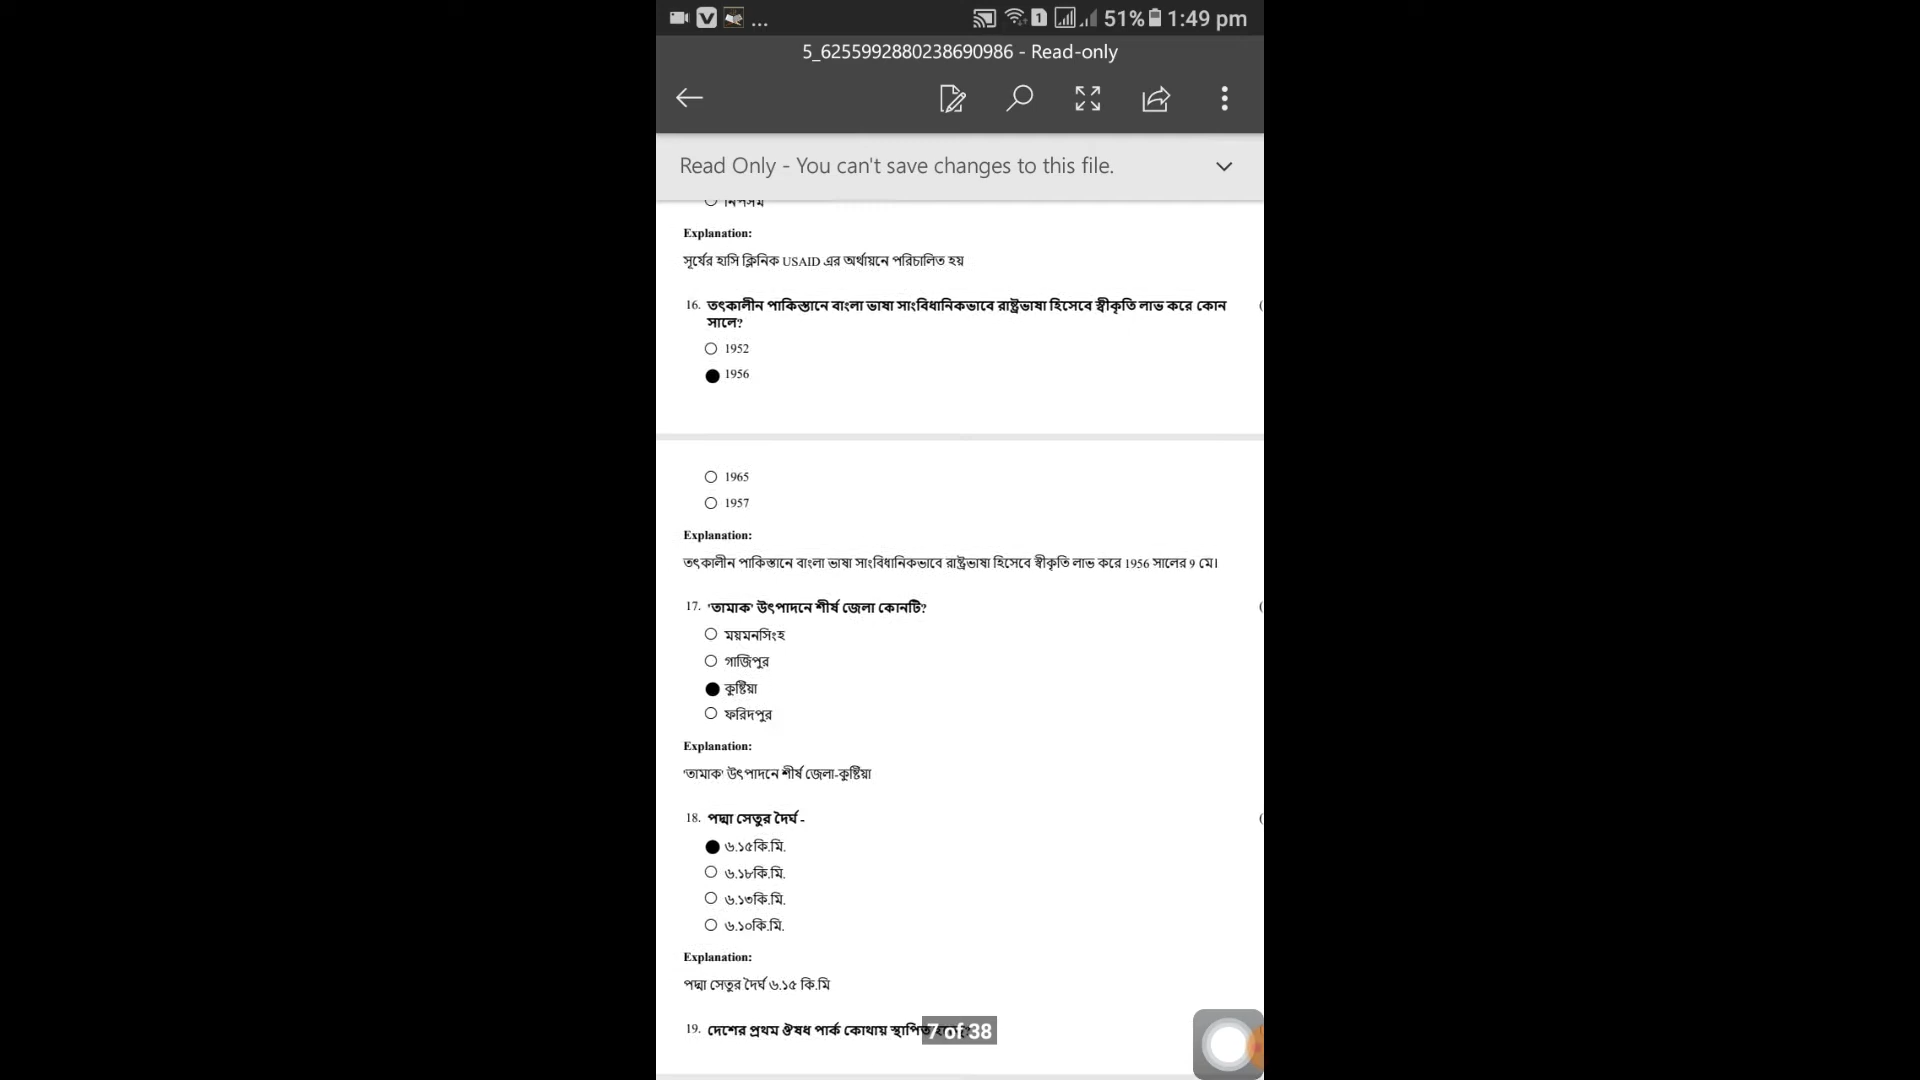 ... 51% 1:49 pm
5_6255992880238690986 - Read-only
Read Only - You can't save changes to this file.
নিপসম
Explanation:
সূর্যের হাসি ক্লিনিক USAID এর অর্থায়নে পরিচালিত হয়
16. তৎকালীন পাকিস্তানে বাংলা ভাষা সাংবিধানিকভাবে রাষ্ট্রভাষা হিসেবে স্বীকৃতি লাভ করে কোন
সালে?
1952
1956
1965
1957
Explanation:
তৎকালীন পাকিস্তানে বাংলা ভাষা সাংবিধানিকভাবে রাষ্ট্রভাষা হিসেবে স্বীকৃতি লাভ করে 1956 সালের 9 মে।
17. 'তামাক' উৎপাদনে শীর্ষ জেলা কোনটি?
ময়মনসিংহ
গাজিপুর
কুষ্টিয়া
ফরিদপুর
Explanation:
'তামাক' উৎপাদনে শীর্ষ জেলা-কুষ্টিয়া
18. পদ্মা সেতুর দৈর্ঘ -
৬.১৫কি.মি.
৬.১৮কি.মি.
৬.১৩কি.মি.
৬.১০কি.মি.
Explanation:
পদ্মা সেতুর দৈর্ঘ ৬.১৫ কি.মি
19. দেশের প্রথম ঔষধ পার্ক কোথায় স্থাপিত
7 of 38